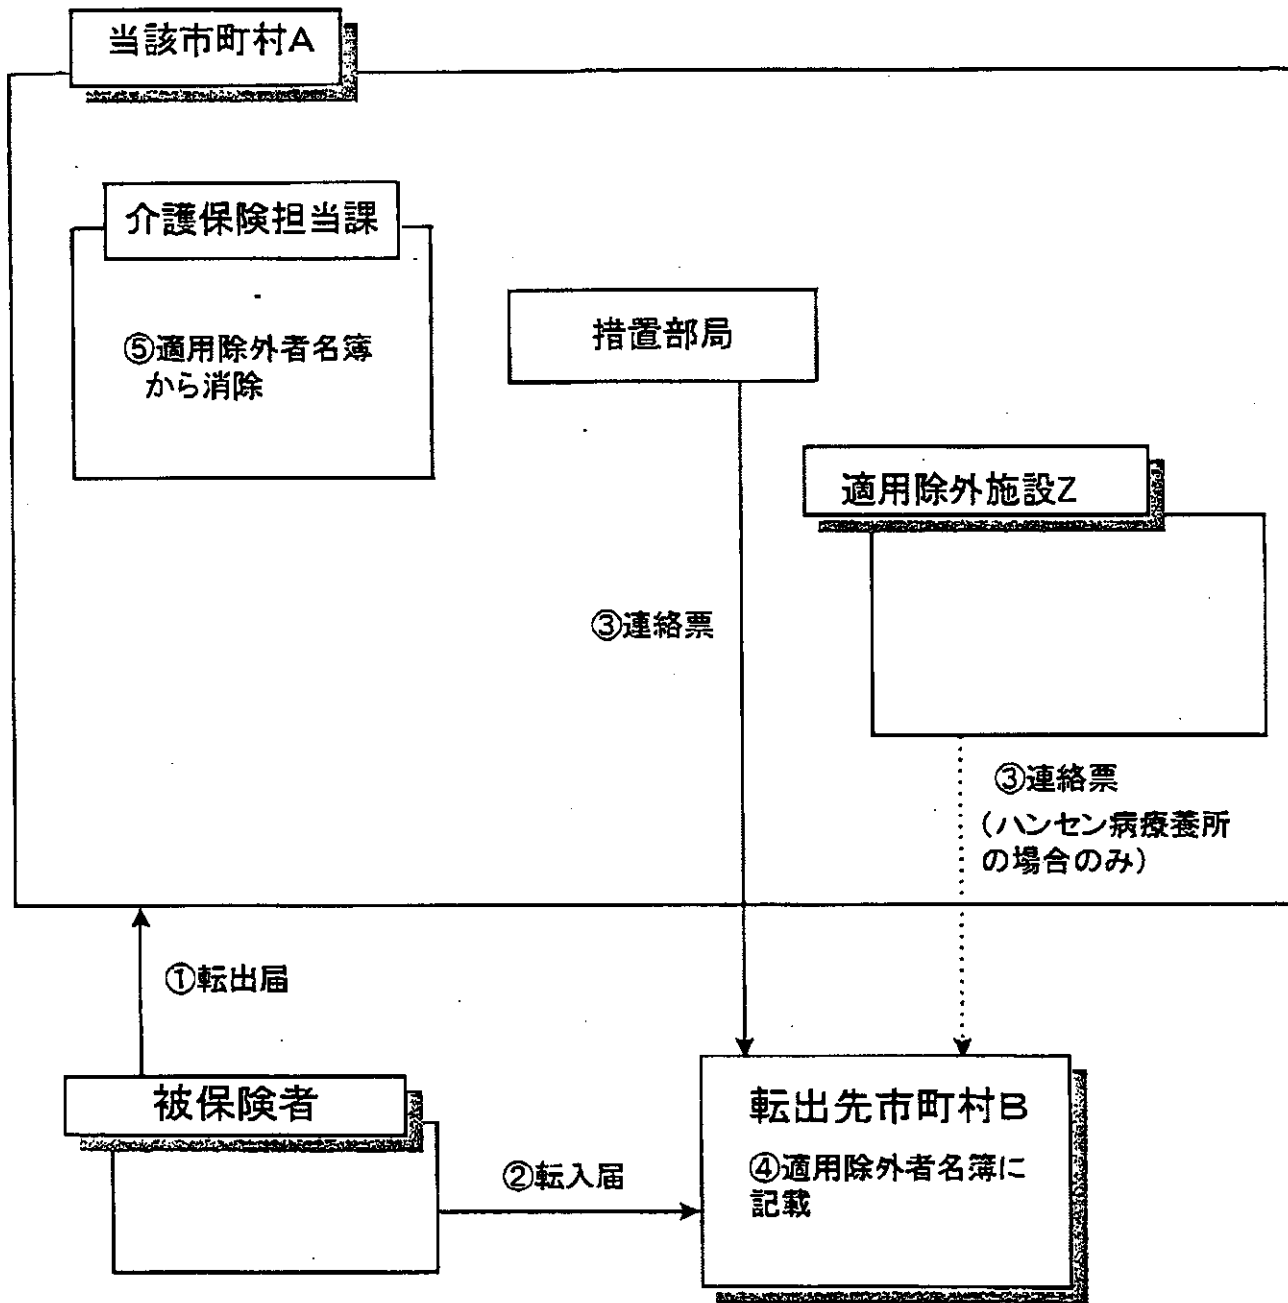 当該市町村A
介護保険担当課
⑤適用除外者名簿
から消除
措置部局
適用除外施設Z
③連絡票
③連絡票
(ハンセン病療養所
の場合のみ)
①転出届
被保険者
②転入届
転出先市町村B
④適用除外者名簿に
記載